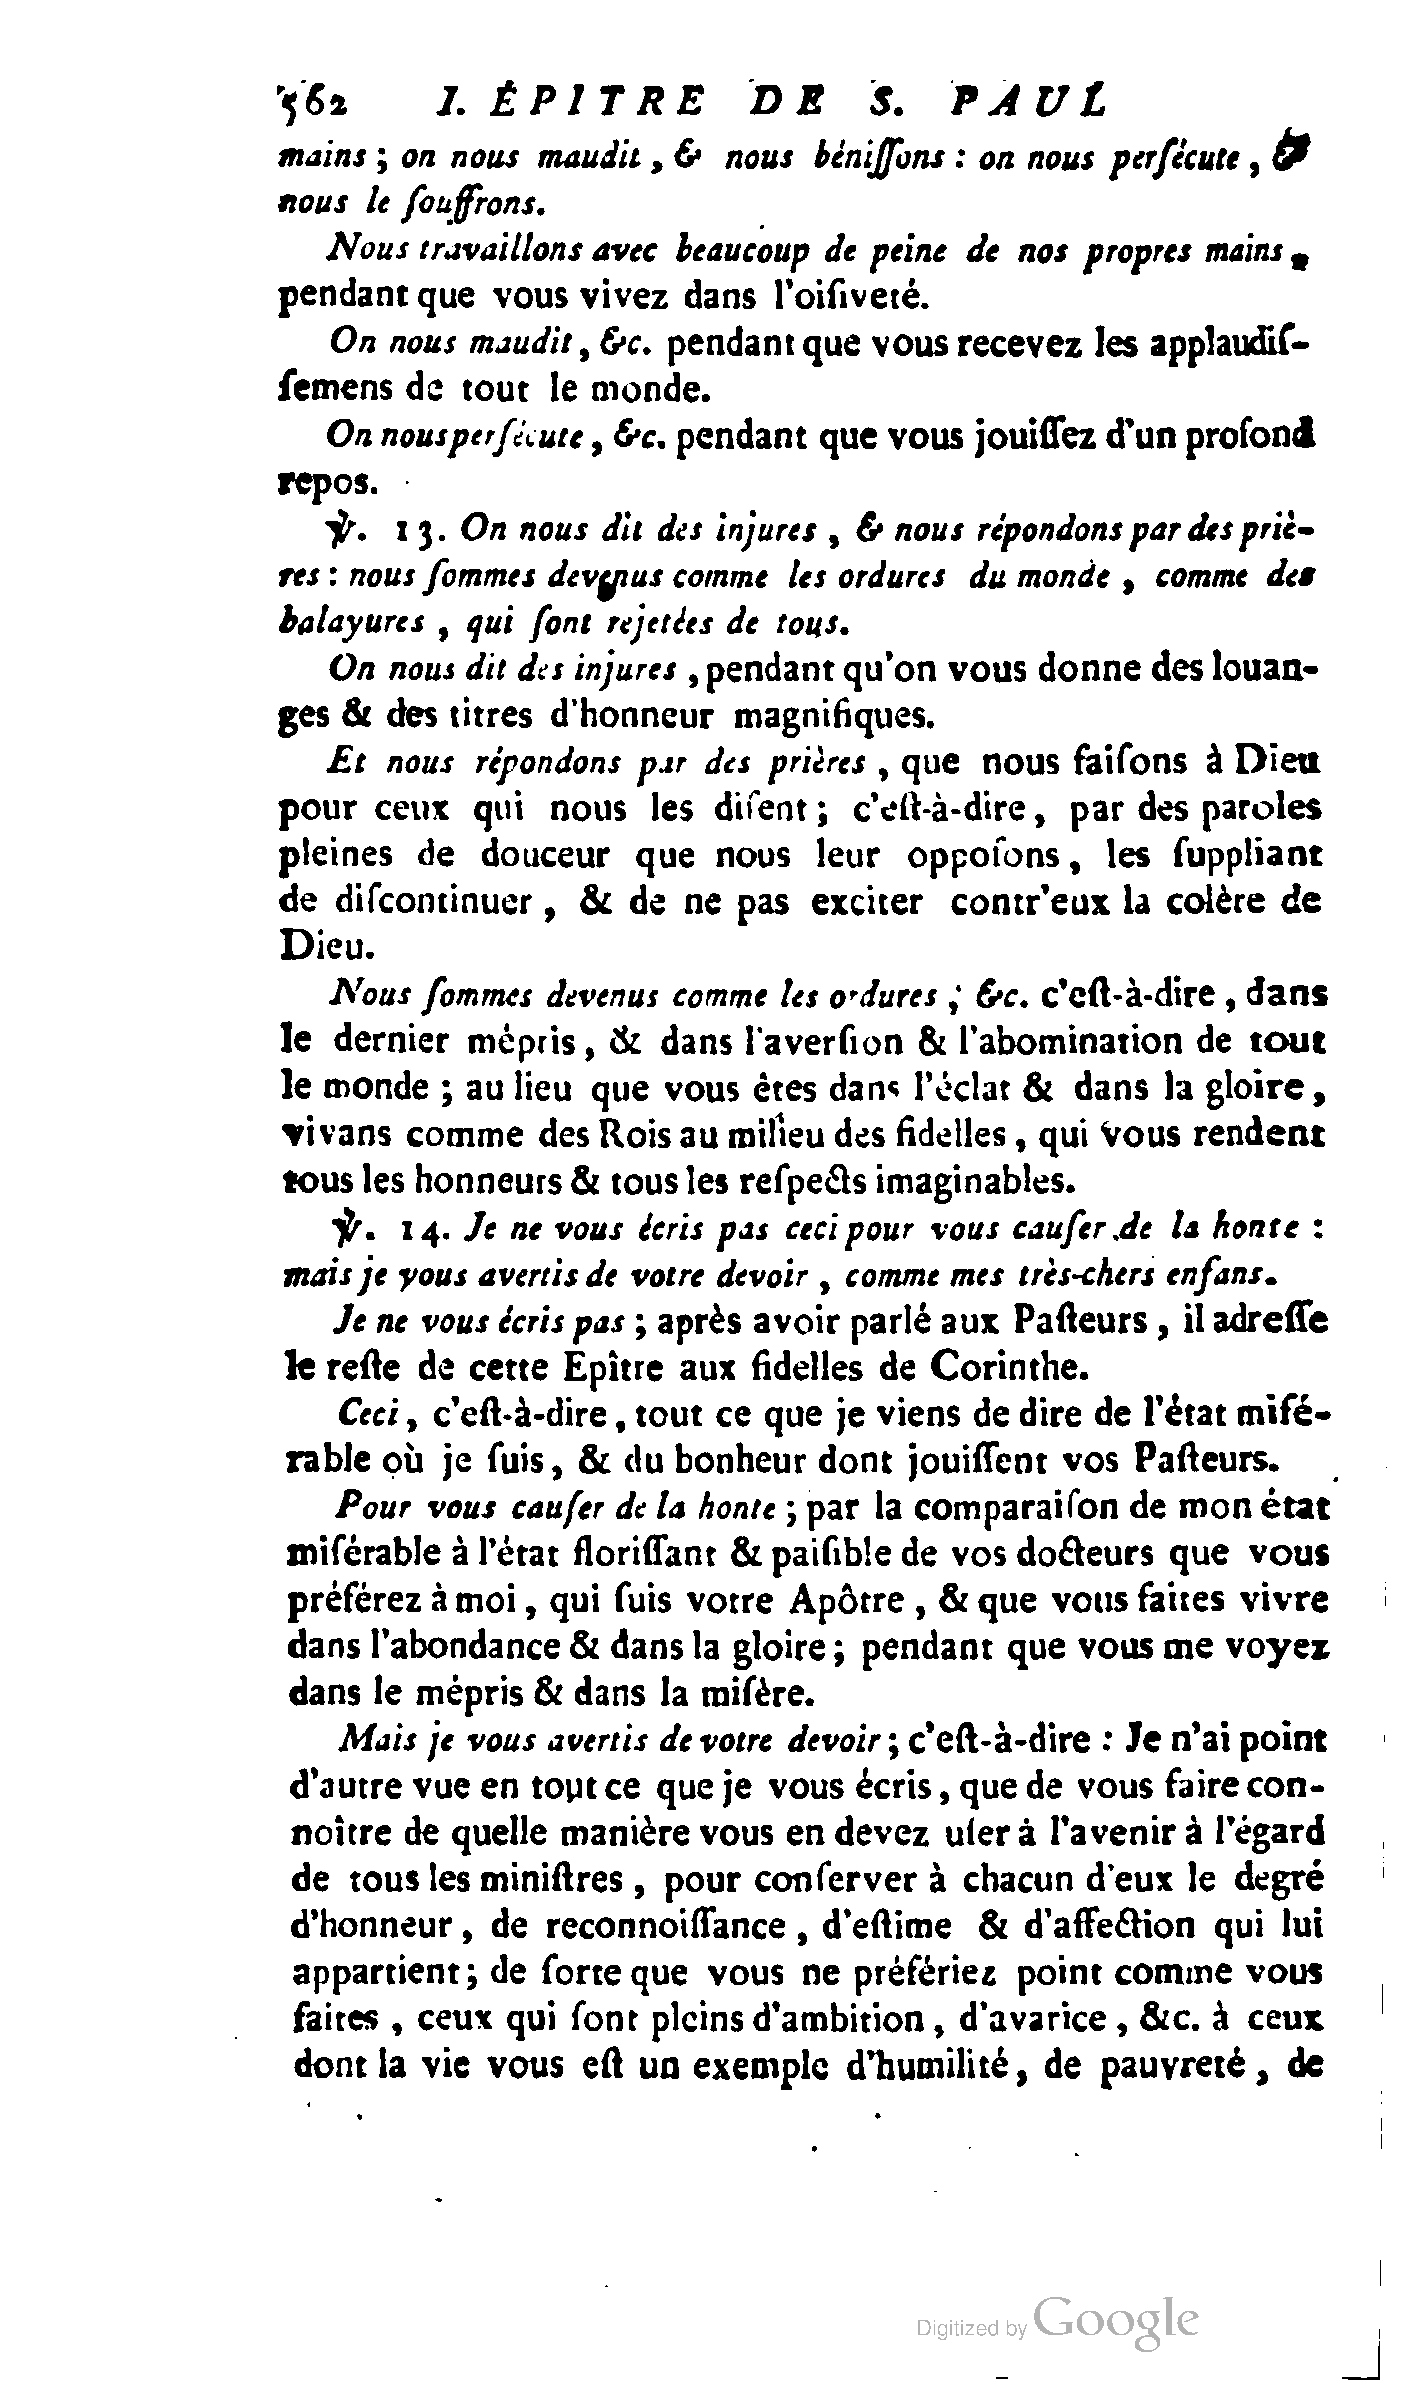 562 I. ÉPITRE DE S. PAUL
mains ; on nous maudit , & nous béniſſons : on nous perſécute , &
nous le ſouffrons.
Nous travaillons avec beaucoup de peine de nos propres mains ,
pendant que vous vivez dans l'oiſiveté.
On nous maudit , &c. pendant que vous recevez les applaudiſ-
ſemens de tout le monde.
On nous perſécute , &c. pendant que vous jouiſſez d'un profond
repos.
℣. 13. On nous dit des injures , & nous répondons par des priè-
res : nous ſommes devenus comme les ordures du monde , comme des
balayures , qui ſont rejetées de tous.
On nous dit des injures , pendant qu'on vous donne des louan-
ges & des titres d'honneur magnifiques.
Et nous répondons par des prières , que nous faiſons à Dieu
pour ceux qui nous les diſent ; c'eſt-à-dire , par des paroles
pleines de douceur que nous leur oppoſons , les ſuppliant
de diſcontinuer , & de ne pas exciter contr'eux la colère de
Dieu.
Nous ſommes devenus comme les ordures ; &c. c'eſt-à-dire , dans
le dernier mépris , & dans l'averſion & l'abomination de tout
le monde ; au lieu que vous êtes dans l'éclat & dans la gloire ,
vivans comme des Rois au milieu des fidelles , qui vous rendent
tous les honneurs & tous les reſpects imaginables.
℣. 14. Je ne vous écris pas ceci pour vous cauſer de la honte :
mais je vous avertis de votre devoir , comme mes très-chers enfans.
Je ne vous écris pas ; après avoir parlé aux Paſteurs , il adreſſe
le reſte de cette Epître aux fidelles de Corinthe.
Ceci , c'eſt-à-dire , tout ce que je viens de dire de l'état miſé-
rable où je ſuis , & du bonheur dont jouiſſent vos Paſteurs.
Pour vous cauſer de la honte ; par la comparaiſon de mon état
miſérable à l'état floriſſant & paiſible de vos docteurs que vous
préférez à moi , qui ſuis votre Apôtre , & que vous faites vivre
dans l'abondance & dans la gloire ; pendant que vous me voyez
dans le mépris & dans la miſère.
Mais je vous avertis de votre devoir ; c'eſt-à-dire : Je n'ai point
d'autre vue en tout ce que je vous écris , que de vous faire con-
noître de quelle manière vous en devez uſer à l'avenir à l'égard
de tous les miniſtres , pour conſerver à chacun d'eux le degré
d'honneur , de reconnoiſſance , d'eſtime & d'affection qui lui
appartient ; de ſorte que vous ne préfériez point comme vous
faites , ceux qui ſont pleins d'ambition , d'avarice , &c. à ceux
dont la vie vous eſt un exemple d'humilité , de pauvreté , de
Digitized by Google